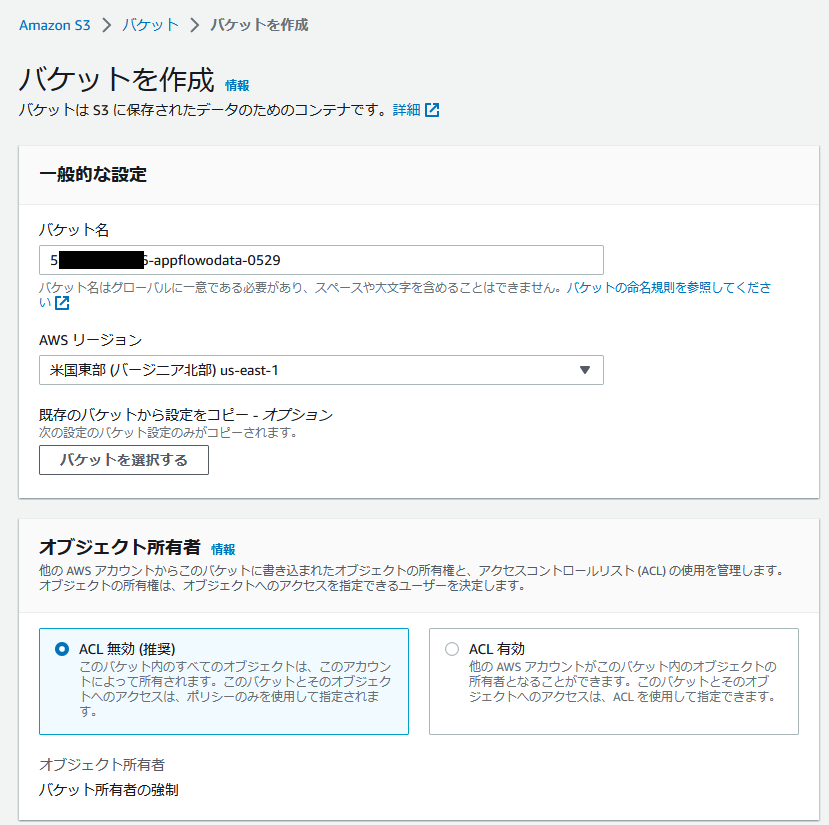 Amazon S3 > バケット > バケットを作成
バケットを作成 情報
バケットは S3 に保存されたデータのためのコンテナです。詳細
一般的な設定
バケット名
5 6-appflowodata-0529
バケット名はグローバルに一意である必要があり、スペースや大文字を含めることはできません。バケットの命名規則を参照してくださ
い
AWS リージョン
米国東部 (バージニア北部) us-east-1
既存のバケットから設定をコピー - オプション
次の設定のバケット設定のみがコピーされます。
バケットを選択する
オブジェクト所有者 情報
他の AWS アカウントからこのバケットに書き込まれたオブジェクトの所有権と、アクセスコントロールリスト (ACL) の使用を管理します。
オブジェクトの所有権は、オブジェクトへのアクセスを指定できるユーザーを決定します。
ACL 無効 (推奨)
このバケット内のすべてのオブジェクトは、このアカウン
トによって所有されます。このバケットとそのオブジェク
トへのアクセスは、ポリシーのみを使用して指定されま
す。
ACL 有効
他の AWS アカウントがこのバケット内のオブジェクトの
所有者となることができます。このバケットとそのオブ
ジェクトへのアクセスは、ACL を使用して指定できます。
オブジェクト所有者
バケット所有者の強制